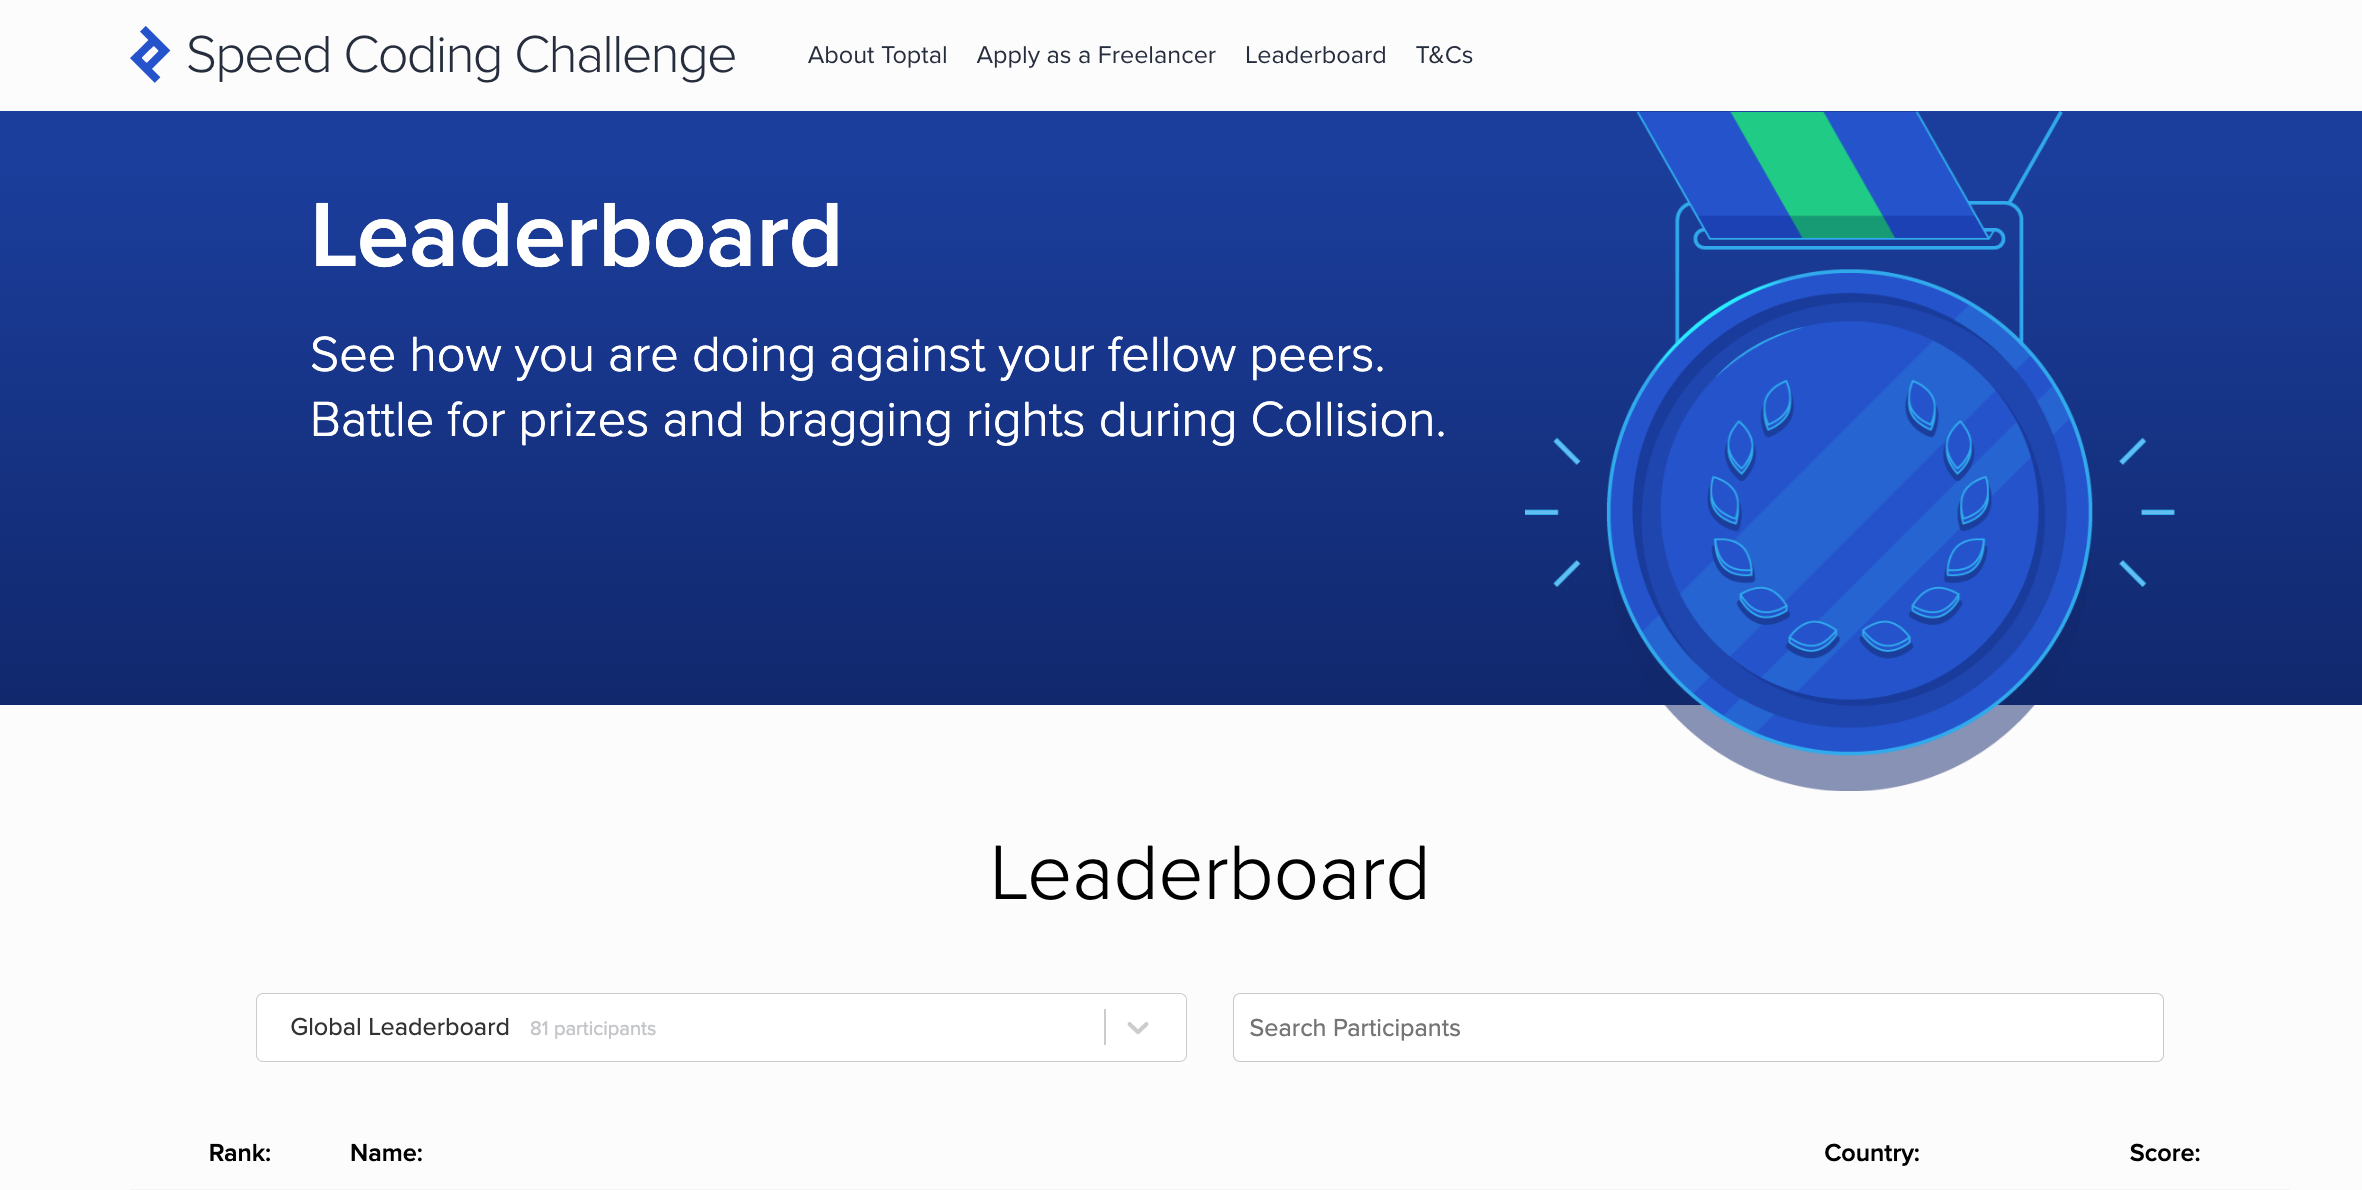 Speed Coding Challenge
About Toptal
Apply as a Freelancer
Leaderboard
T&Cs
Leaderboard
See how you are doing against your fellow peers.
Battle for prizes and bragging rights during Collision.
Leaderboard
Global Leaderboard 81 participants
Search Participants
Rank: Name: Country: Score: